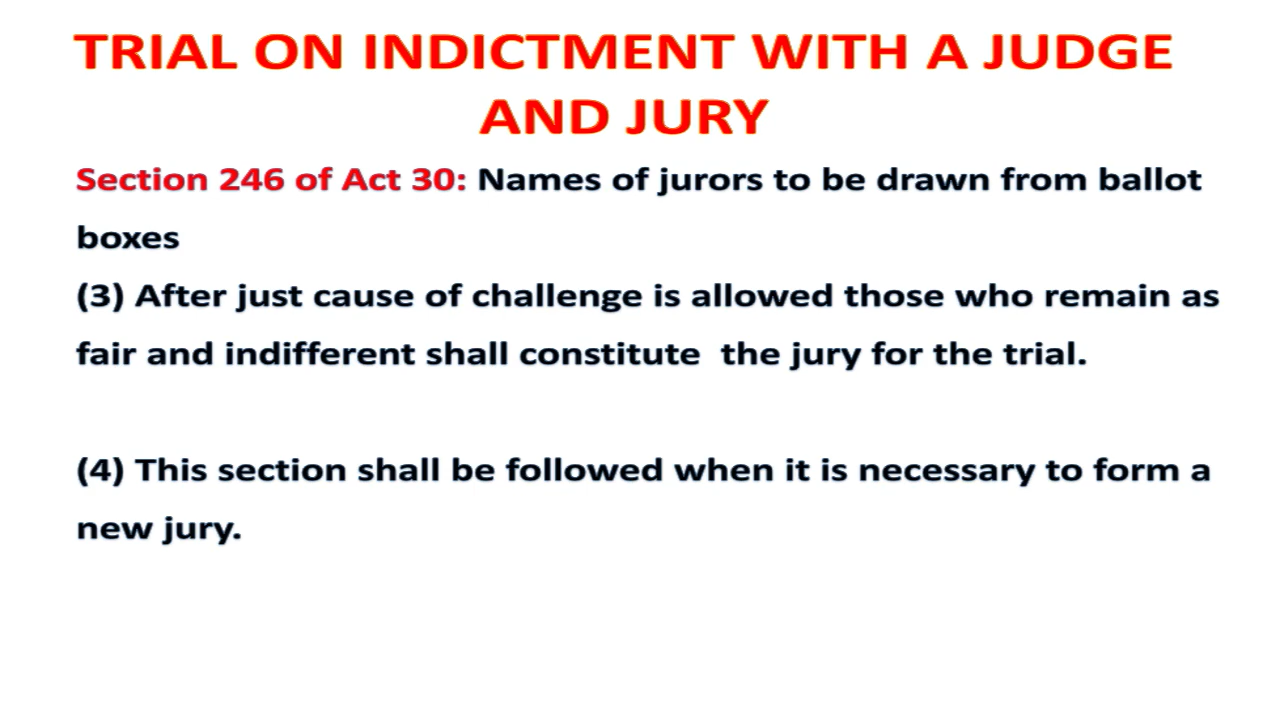 TRIAL ON INDICTMENT WITH A JUDGE
AND JURY
Section 246 of Act 30: Names of jurors to be drawn from ballot
boxes
(3) After just cause of challenge is allowed those who remain as
fair and indifferent shall constitute  the jury for the trial.
(4) This section shall be followed when it is necessary to form a
new jury.